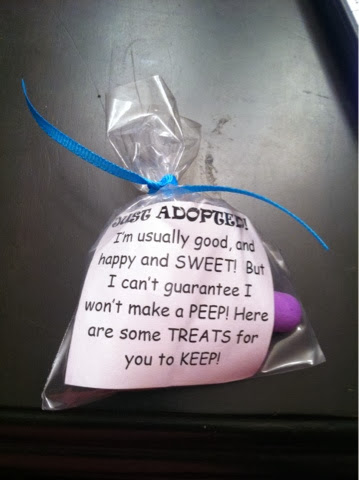 JUST ADOPTED!
I'm usually good, and
happy and SWEET! But
I can't guarantee I
won't make a PEEP! Here
are some TREATS for
you to KEEP!